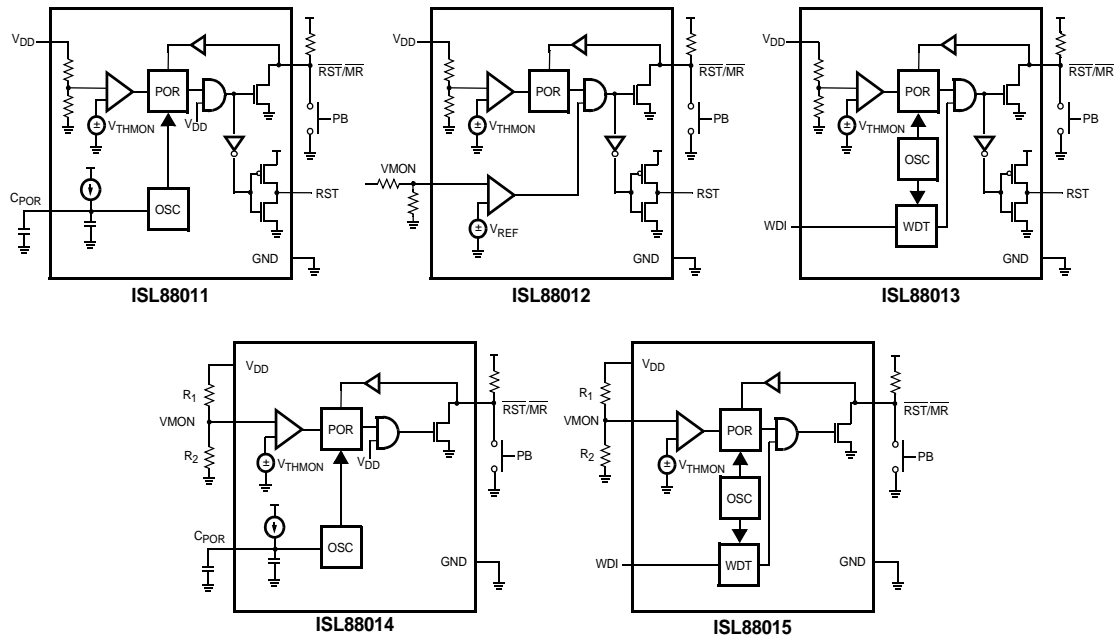 VDD
RST/MR
POR
VTHMON
VDD
PB
CPOR
OSC
RST
GND
ISL88011
VDD
RST/MR
POR
VTHMON
PB
VMON
VREF
RST
GND
ISL88012
VDD
RST/MR
POR
VTHMON
PB
OSC
RST
WDI
WDT
GND
ISL88013
VDD
R1
RST/MR
VMON
POR
R2
VTHMON
VDD
PB
CPOR
OSC
GND
ISL88014
VDD
R1
RST/MR
VMON
POR
R2
VTHMON
PB
OSC
WDI
WDT
GND
ISL88015